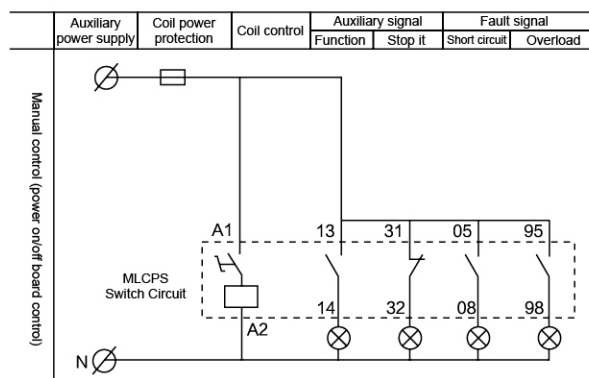 Auxiliary
power supply
Coil power
protection
Coil control
Auxiliary signal
Function
Stop it
Fault signal
Short circuit
Overload
Manual control (power on/off board control)
A1
13
31
05
95
MLCPS
Switch Circuit
14
32
08
98
A2
N